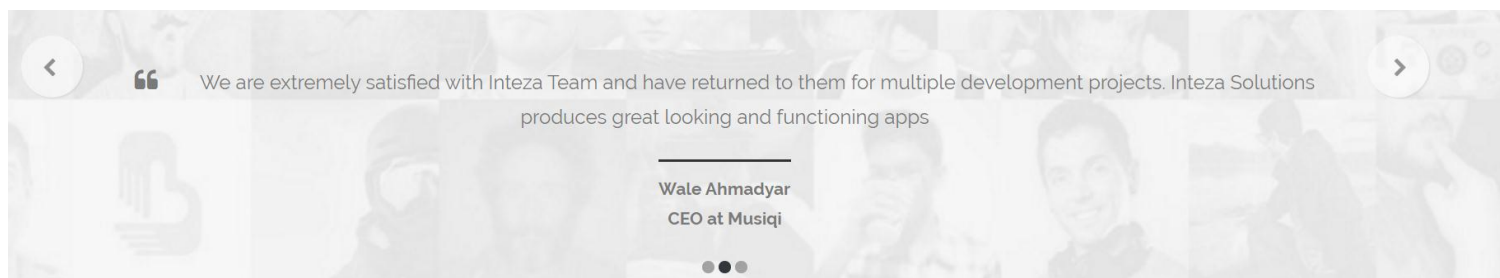 ❝ We are extremely satisfied with Inteza Team and have returned to them for multiple development projects. Inteza Solutions
produces great looking and functioning apps
Wale Ahmadyar
CEO at Musiqi